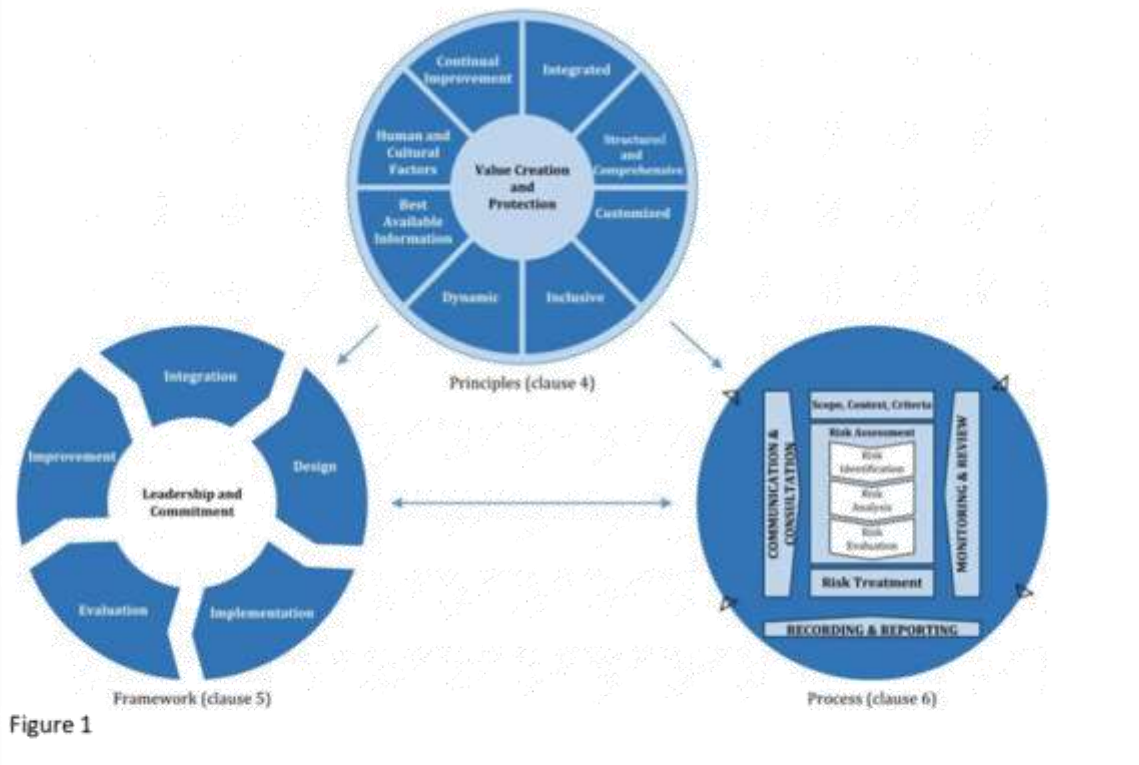 Continual
Improvement
Integrated
Human and
Cultural
Factors
Structured
and
Comprehensive
Value Creation
and
Protection
Best
Available
Information
Customized
Dynamic
Inclusive
Principles (clause 4)
Integration
Improvement
Design
Leadership and
Commitment
Evaluation
Implementation
Framework (clause 5)
Scope, Context, Criteria
Risk Assessment
Risk
Identification
Risk
Analysis
Risk
Evaluation
Risk Treatment
COMMUNICATION &
CONSULTATION
MONITORING & REVIEW
RECORDING & REPORTING
Process (clause 6)
Figure 1